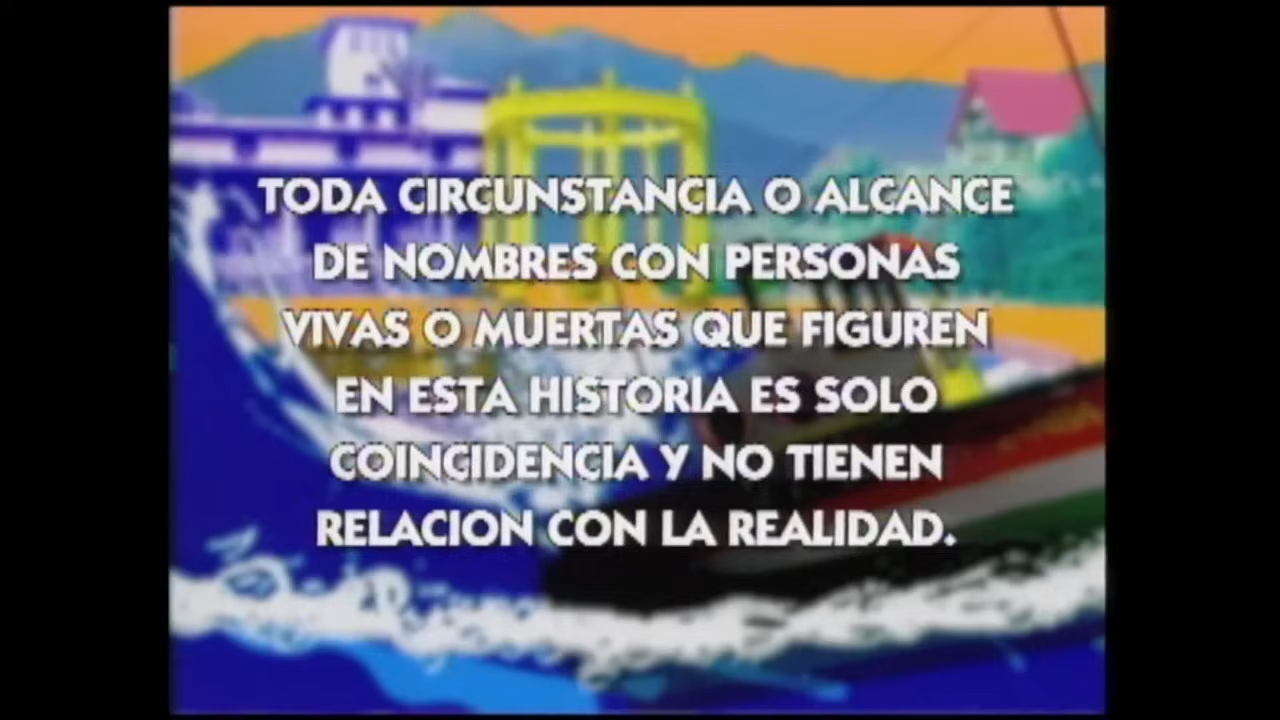 TODA CIRCUNSTANCIA O ALCANCE
DE NOMBRES CON PERSONAS
VIVAS O MUERTAS QUE FIGUREN
EN ESTA HISTORIA ES SOLO
COINCIDENCIA Y NO TIENEN
RELACION CON LA REALIDAD.